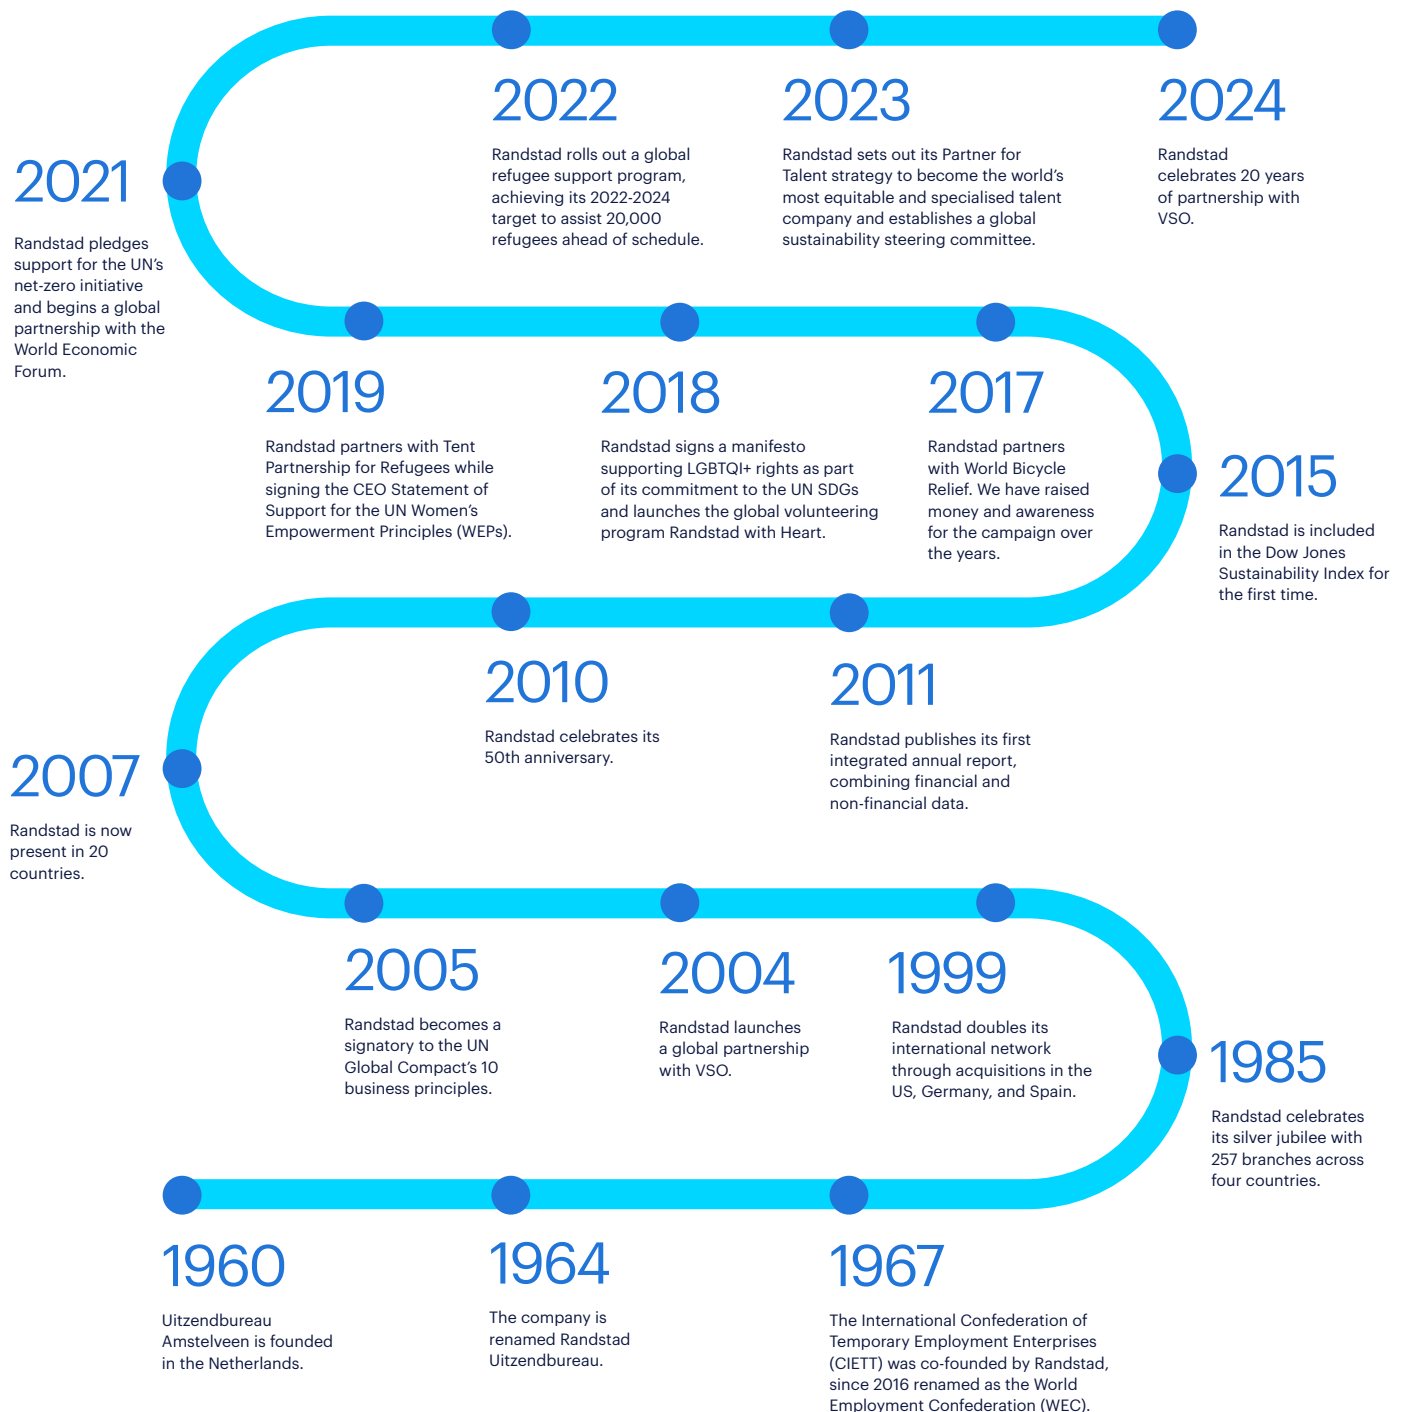 2022
Randstad rolls out a global
refugee support program,
achieving its 2022-2024
target to assist 20,000
refugees ahead of schedule.
2023
Randstad sets out its Partner for
Talent strategy to become the world’s
most equitable and specialised talent
company and establishes a global
sustainability steering committee.
2024
Randstad
celebrates 20 years
of partnership with
VSO.
2021
Randstad pledges
support for the UN’s
net-zero initiative
and begins a global
partnership with the
World Economic
Forum.
2019
Randstad partners with Tent
Partnership for Refugees while
signing the CEO Statement of
Support for the UN Women’s
Empowerment Principles (WEPs).
2018
Randstad signs a manifesto
supporting LGBTQI+ rights as part
of its commitment to the UN SDGs
and launches the global volunteering
program Randstad with Heart.
2017
Randstad partners
with World Bicycle
Relief. We have raised
money and awareness
for the campaign over
the years.
2015
Randstad is included
in the Dow Jones
Sustainability Index for
the first time.
2010
Randstad celebrates its
50th anniversary.
2011
Randstad publishes its first
integrated annual report,
combining financial and
non-financial data.
2007
Randstad is now
present in 20
countries.
2005
Randstad becomes a
signatory to the UN
Global Compact’s 10
business principles.
2004
Randstad launches
a global partnership
with VSO.
1999
Randstad doubles its
international network
through acquisitions in the
US, Germany, and Spain.
1985
Randstad celebrates
its silver jubilee with
257 branches across
four countries.
1960
Uitzendbureau
Amstelveen is founded
in the Netherlands.
1964
The company is
renamed Randstad
Uitzendbureau.
1967
The International Confederation of
Temporary Employment Enterprises
(CIETT) was co-founded by Randstad,
since 2016 renamed as the World
Employment Confederation (WEC).